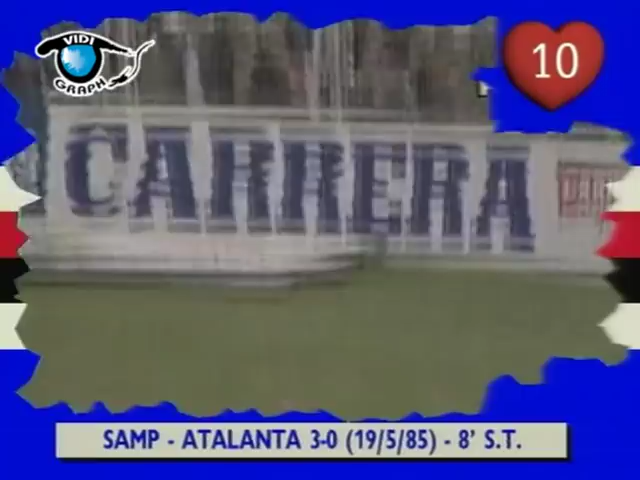 VIDI
GRAPH
10
CARRERA
SAMP - ATALANTA 3-0 (19/5/85) - 8' S.T.